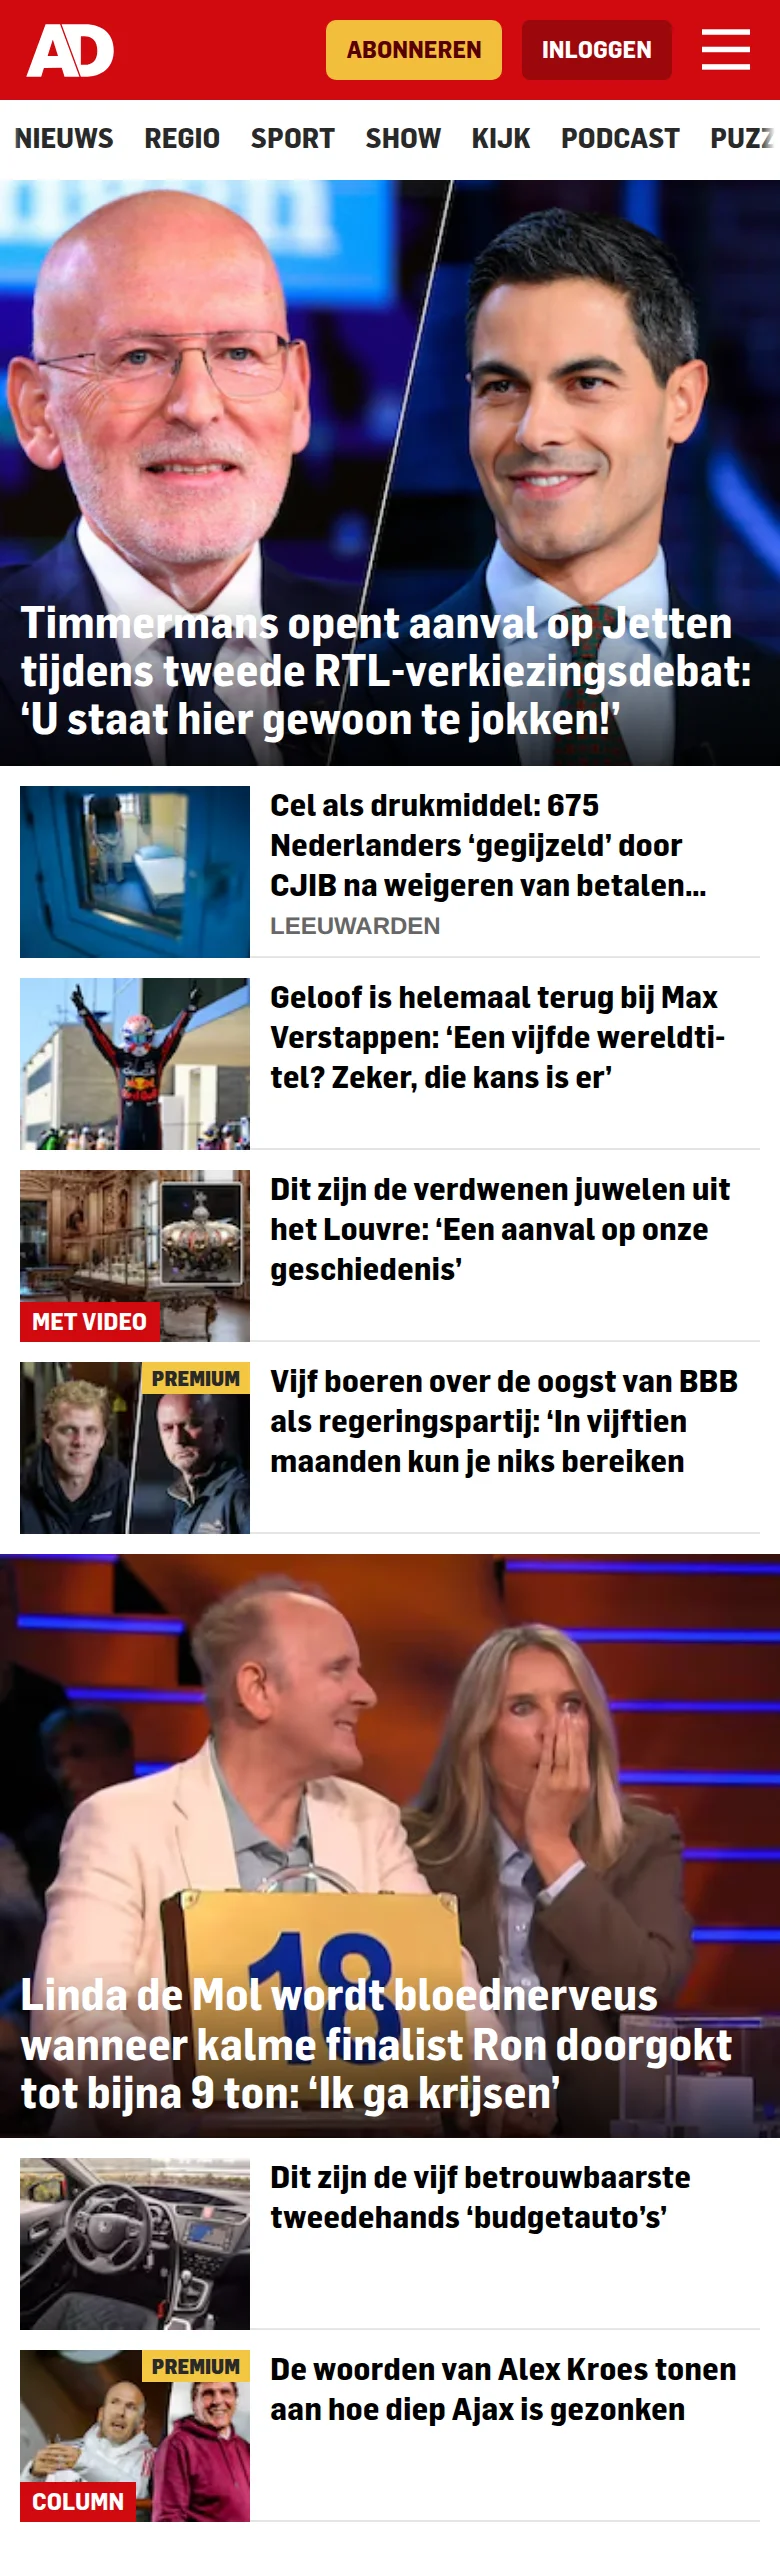 AD
ABONNEREN
INLOGGEN
NIEUWS REGIO SPORT SHOW KIJK PODCAST PUZZ
Timmermans opent aanval op Jetten
tijdens tweede RTL-verkiezingsdebat:
‘U staat hier gewoon te jokken!’
Cel als drukmiddel: 675
Nederlanders ‘gegijzeld’ door
CJIB na weigeren van betalen...
LEEUWARDEN
Geloof is helemaal terug bij Max
Verstappen: ‘Een vijfde wereldti-
tel? Zeker, die kans is er’
MET VIDEO
Dit zijn de verdwenen juwelen uit
het Louvre: ‘Een aanval op onze
geschiedenis’
PREMIUM
Vijf boeren over de oogst van BBB
als regeringspartij: ‘In vijftien
maanden kun je niks bereiken
18
Linda de Mol wordt bloednerveus
wanneer kalme finalist Ron doorgokt
tot bijna 9 ton: ‘Ik ga krijsen’
Dit zijn de vijf betrouwbaarste
tweedehands ‘budgetauto’s’
PREMIUM
COLUMN
De woorden van Alex Kroes tonen
aan hoe diep Ajax is gezonken